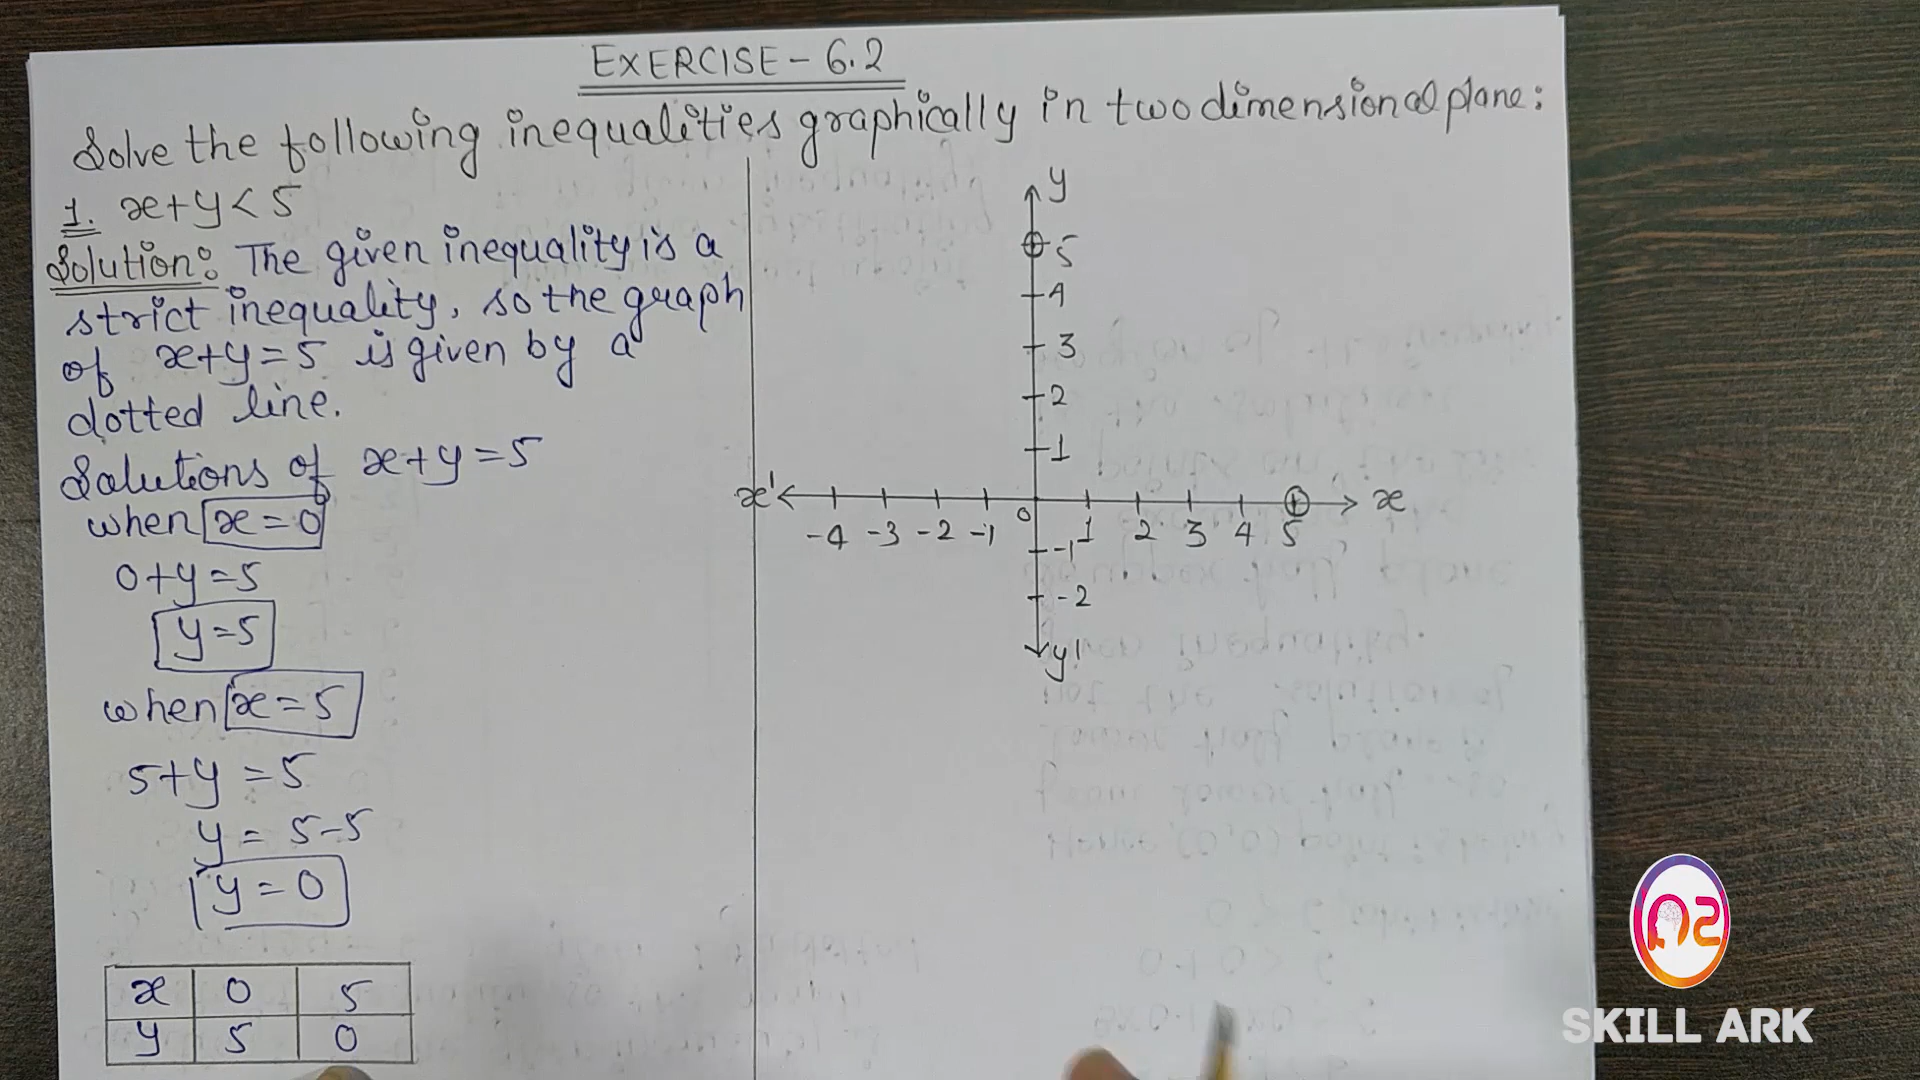 EXERCISE - 6.2
Solve the following inequalities graphically in two dimensional plane:
1. x+y<5
Solution: The given inequality is a
strict inequality, so the graph
of x+y=5 is given by a
dotted line.
Solutions of x+y=5
when x=0
0+y=5
y=5
when x=5
5+y=5
y=5-5
y=0
x 0 5
y 5 0
y
5
4
3
2
1
x' -4 -3 -2 -1 0 1 2 3 4 5 x
-1
-2
y'
SKILL ARK